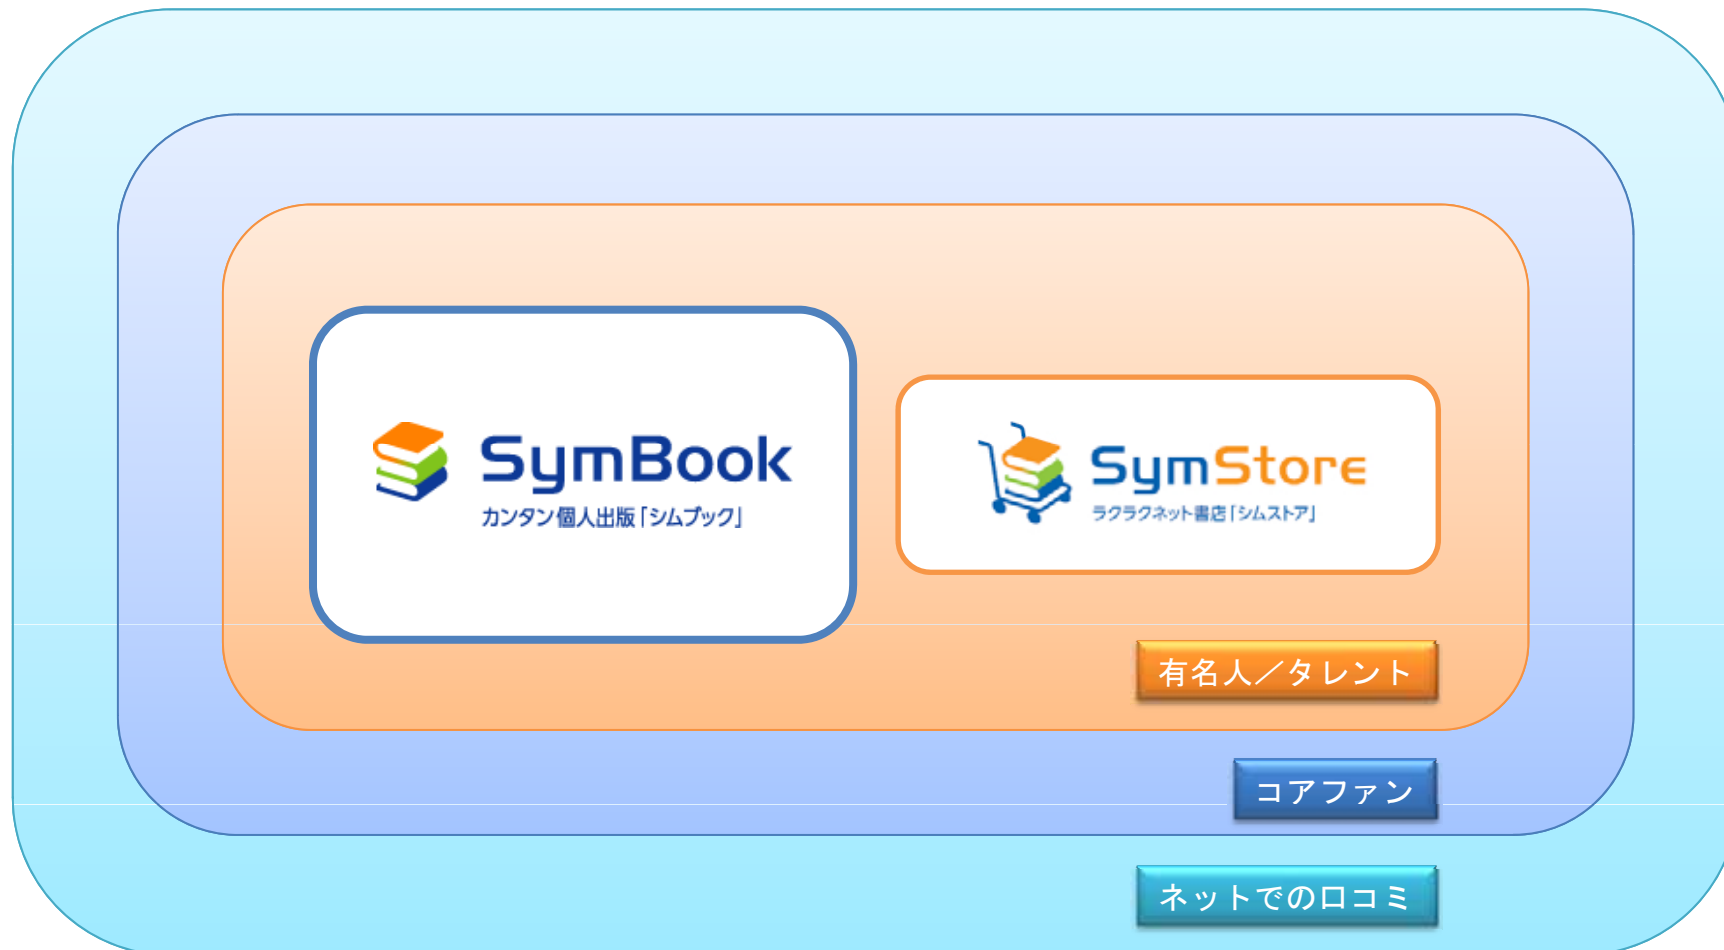 SymBook
カンタン個人出版「シムブック」
SymStore
ラクラクネット書店「シムストア」
有名人／タレント
コアファン
ネットでの口コミ